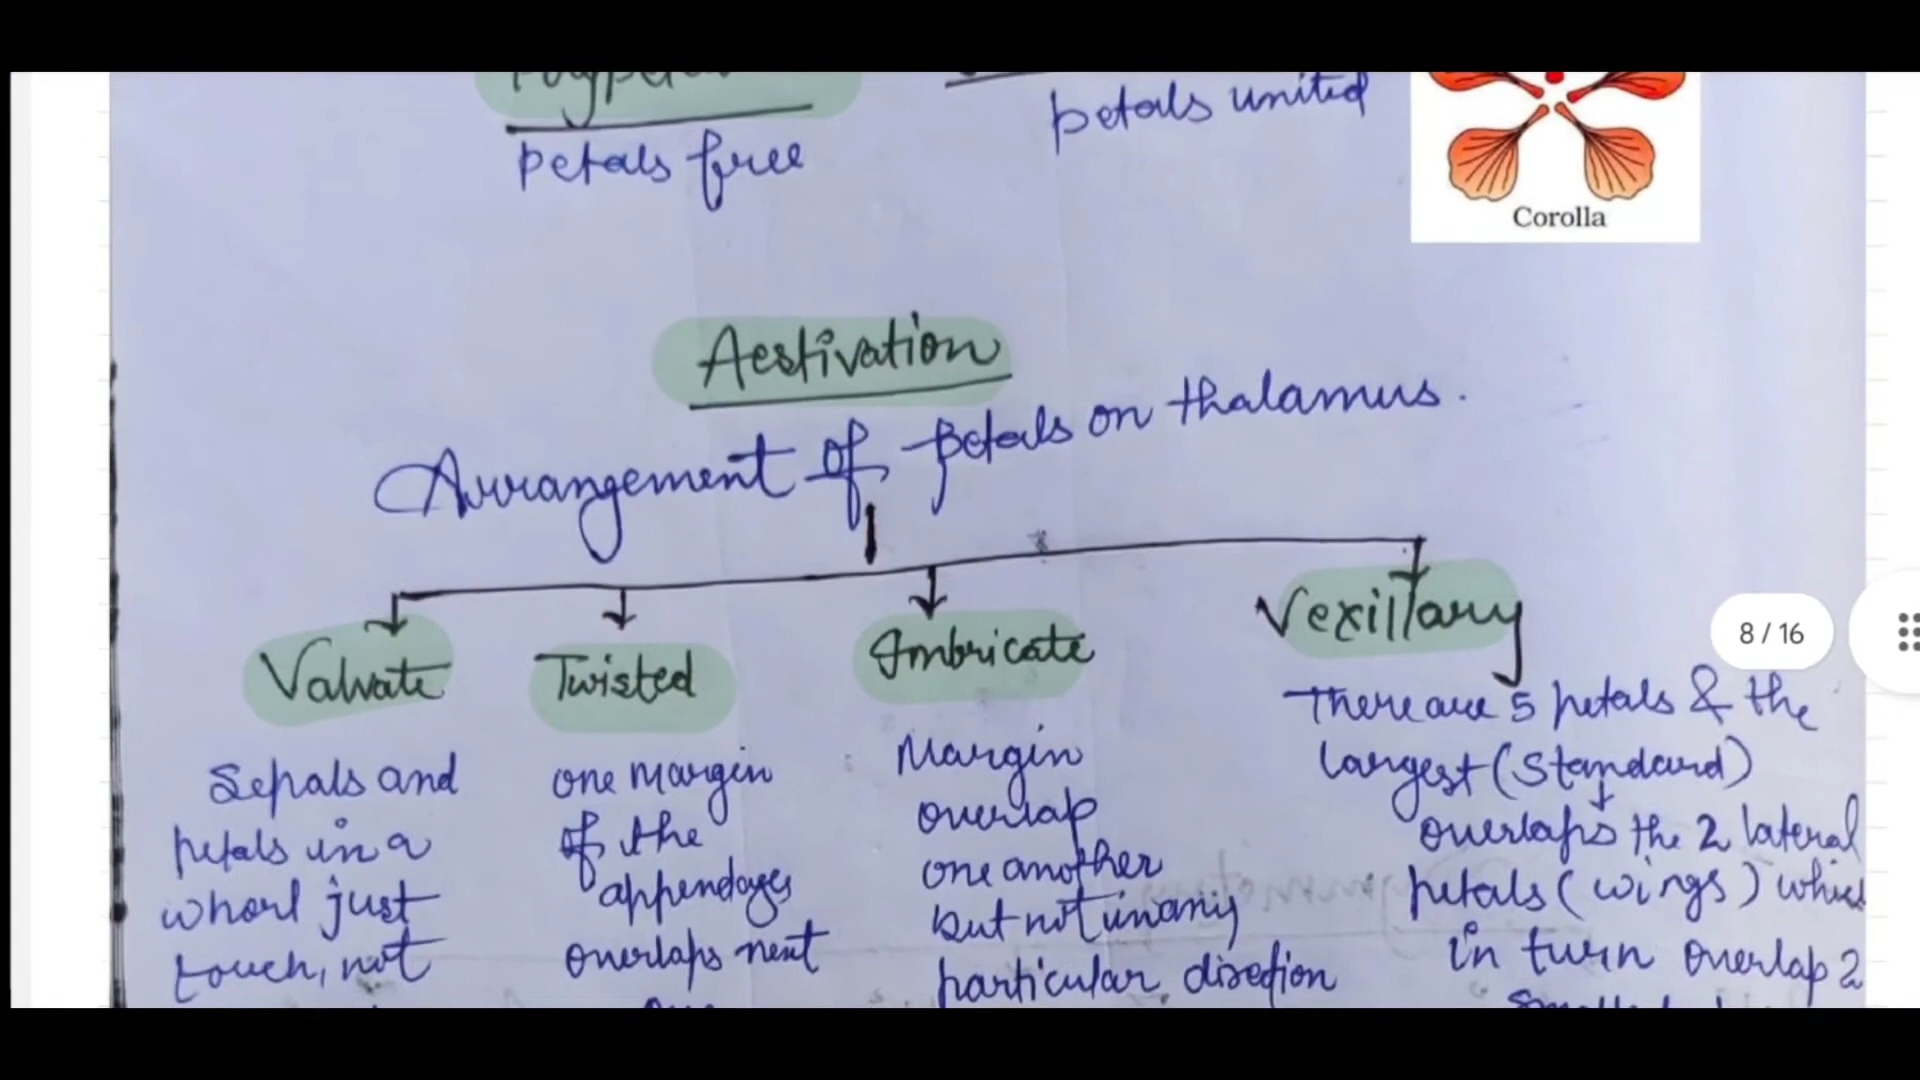 petals united
petals free
Corolla
Aestivation
Arrangement of petals on thalamus.
Valvate
Twisted
Imbricate
Vexillary
Sepals and
petals in a
whorl just
touch, not
one margin
of the
appendages
overlaps next
one
Margin
overlap
one another
but not in any
particular direction
There are 5 petals & the
largest (Standard)
overlaps the 2 lateral
petals (wings) which
in turn overlap 2
8 / 16